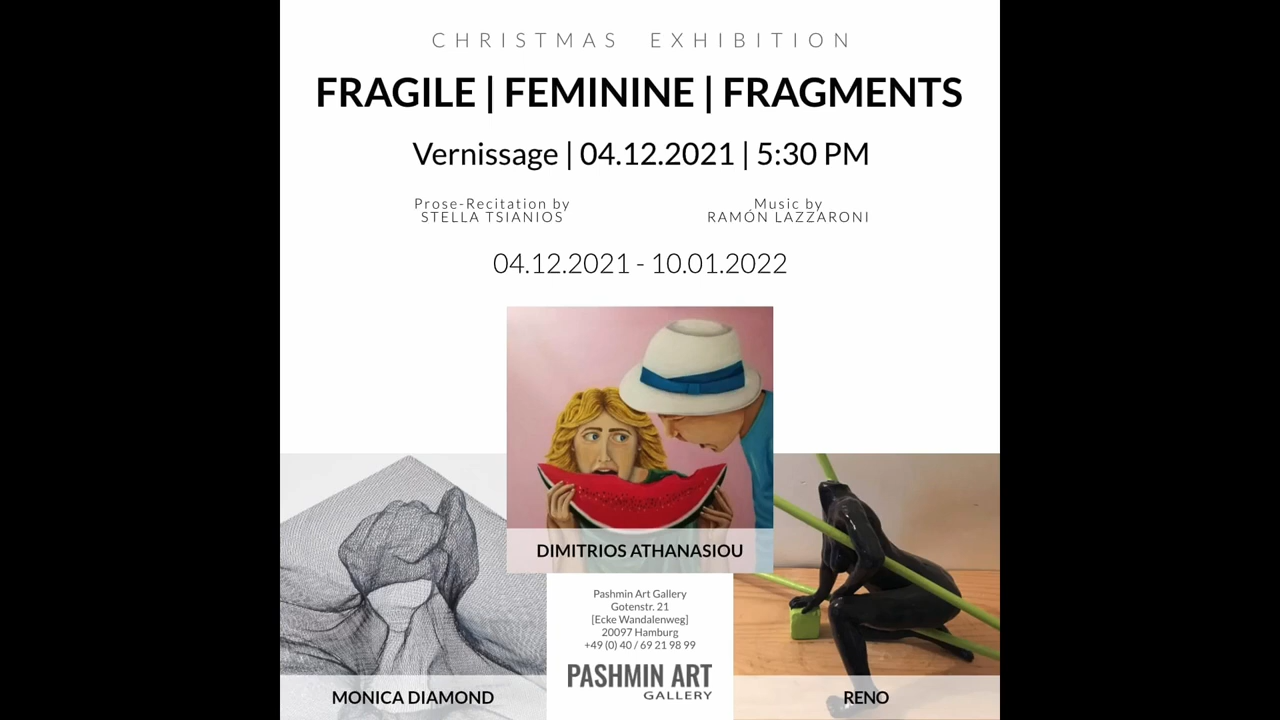 CHRISTMAS EXHIBITION
FRAGILE | FEMININE | FRAGMENTS
Vernissage | 04.12.2021 | 5:30 PM
Prose-Recitation by
STELLA TSIANIOS
Music by
RAMÓN LAZZARONI
04.12.2021 - 10.01.2022
DIMITRIOS ATHANASIOU
Pashmin Art Gallery
Gotenstr. 21
[Ecke Wandalenweg]
20097 Hamburg
+49 (0) 40 / 69 21 98 99
PASHMIN ART
GALLERY
MONICA DIAMOND
RENO